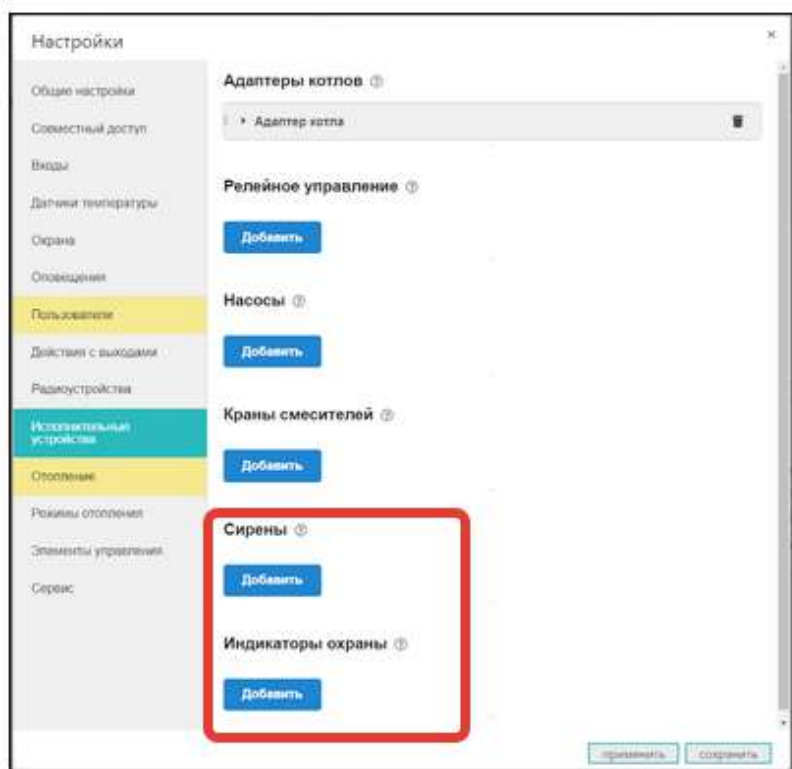 Настройки
Общие настройки
Совместный доступ
Входы
Датчики температуры
Охрана
Оповещения
Пользователи
Действия с выходами
Радиоустройства
Исполнительные
устройства
Отопление
Режимы отопления
Элементы управления
Сервис
Адаптеры котлов
Адаптер котла
Релейное управление
Добавить
Насосы
Добавить
Краны смесителей
Добавить
Сирены
Добавить
Индикаторы охраны
Добавить
применить
сохранить